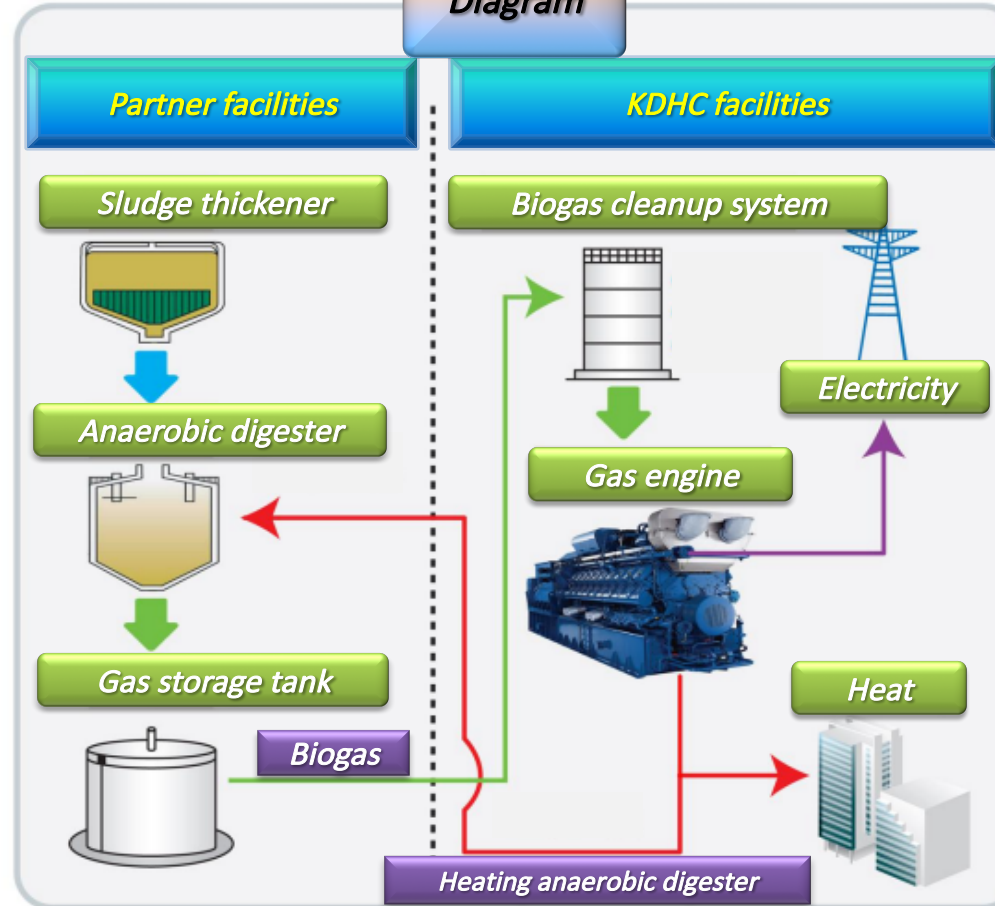 Diagram
Partner facilities
KDHC facilities
Sludge thickener
Biogas cleanup system
Anaerobic digester
Electricity
Gas engine
Gas storage tank
Heat
Biogas
Heating anaerobic digester